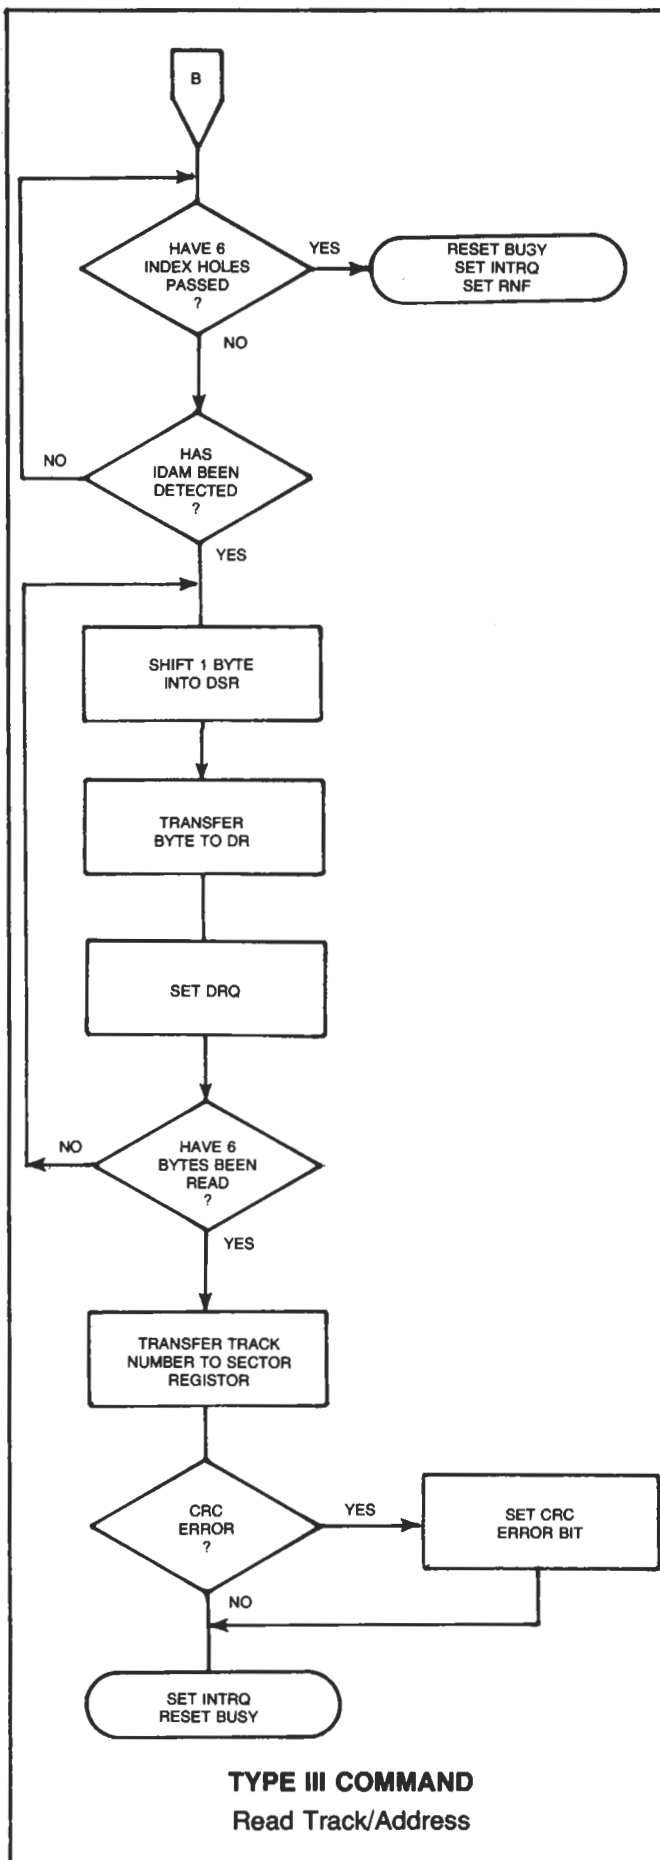 B
HAVE 6
INDEX HOLES
PASSED
?
YES
RESET BUSY
SET INTRQ
SET RNF
NO
HAS
IDAM BEEN
DETECTED
?
NO
YES
SHIFT 1 BYTE
INTO DSR
TRANSFER
BYTE TO DR
SET DRQ
HAVE 6
BYTES BEEN
READ
?
NO
YES
TRANSFER TRACK
NUMBER TO SECTOR
REGISTOR
CRC
ERROR
?
YES
SET CRC
ERROR BIT
NO
SET INTRQ
RESET BUSY
TYPE III COMMAND
Read Track/Address